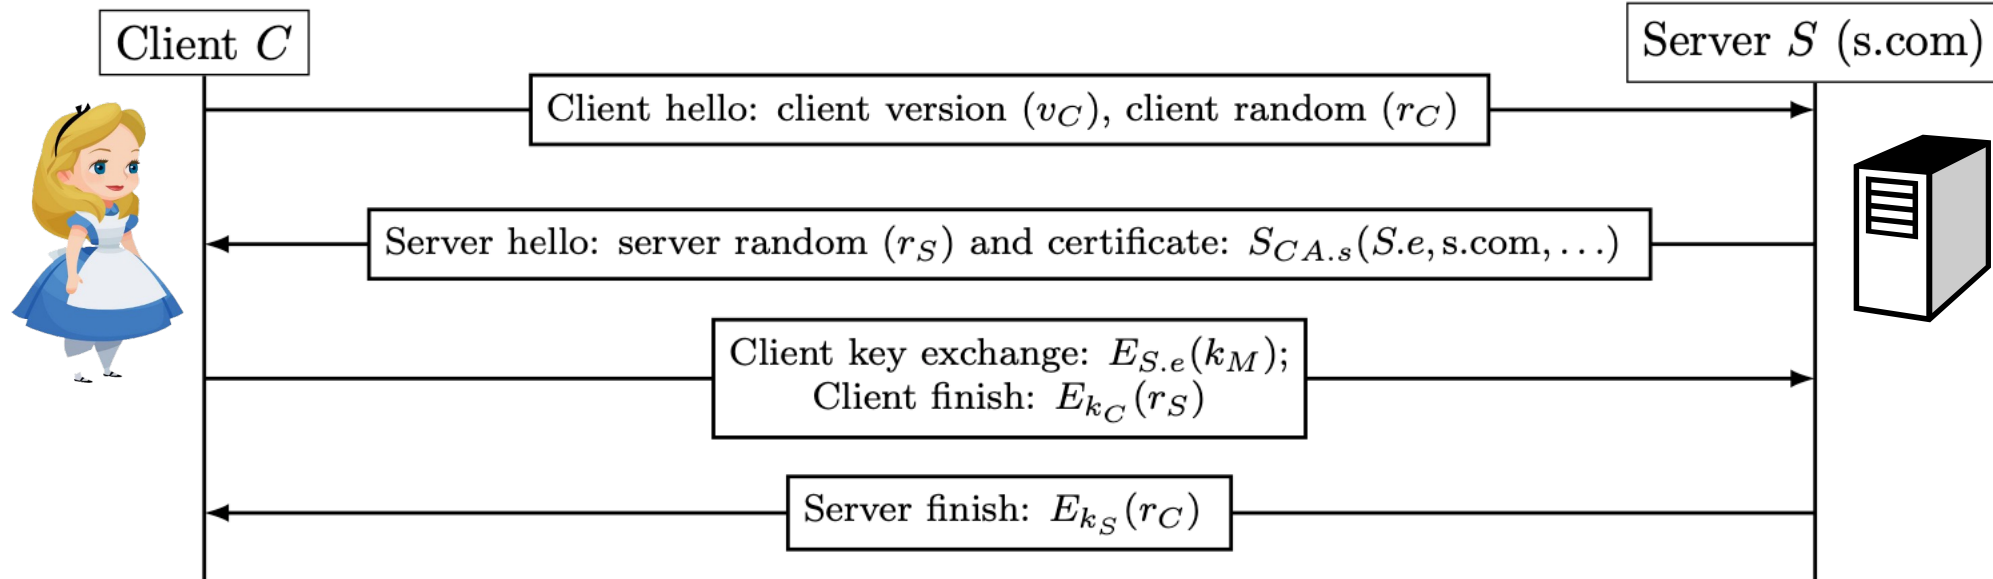 Client C
Server S (s.com)
Client hello: client version (v_C), client random (r_C)
Server hello: server random (r_S) and certificate: S_{CA.s}(S.e, s.com, ...)
Client key exchange: E_{S.e}(k_M);
Client finish: E_{k_C}(r_S)
Server finish: E_{k_S}(r_C)